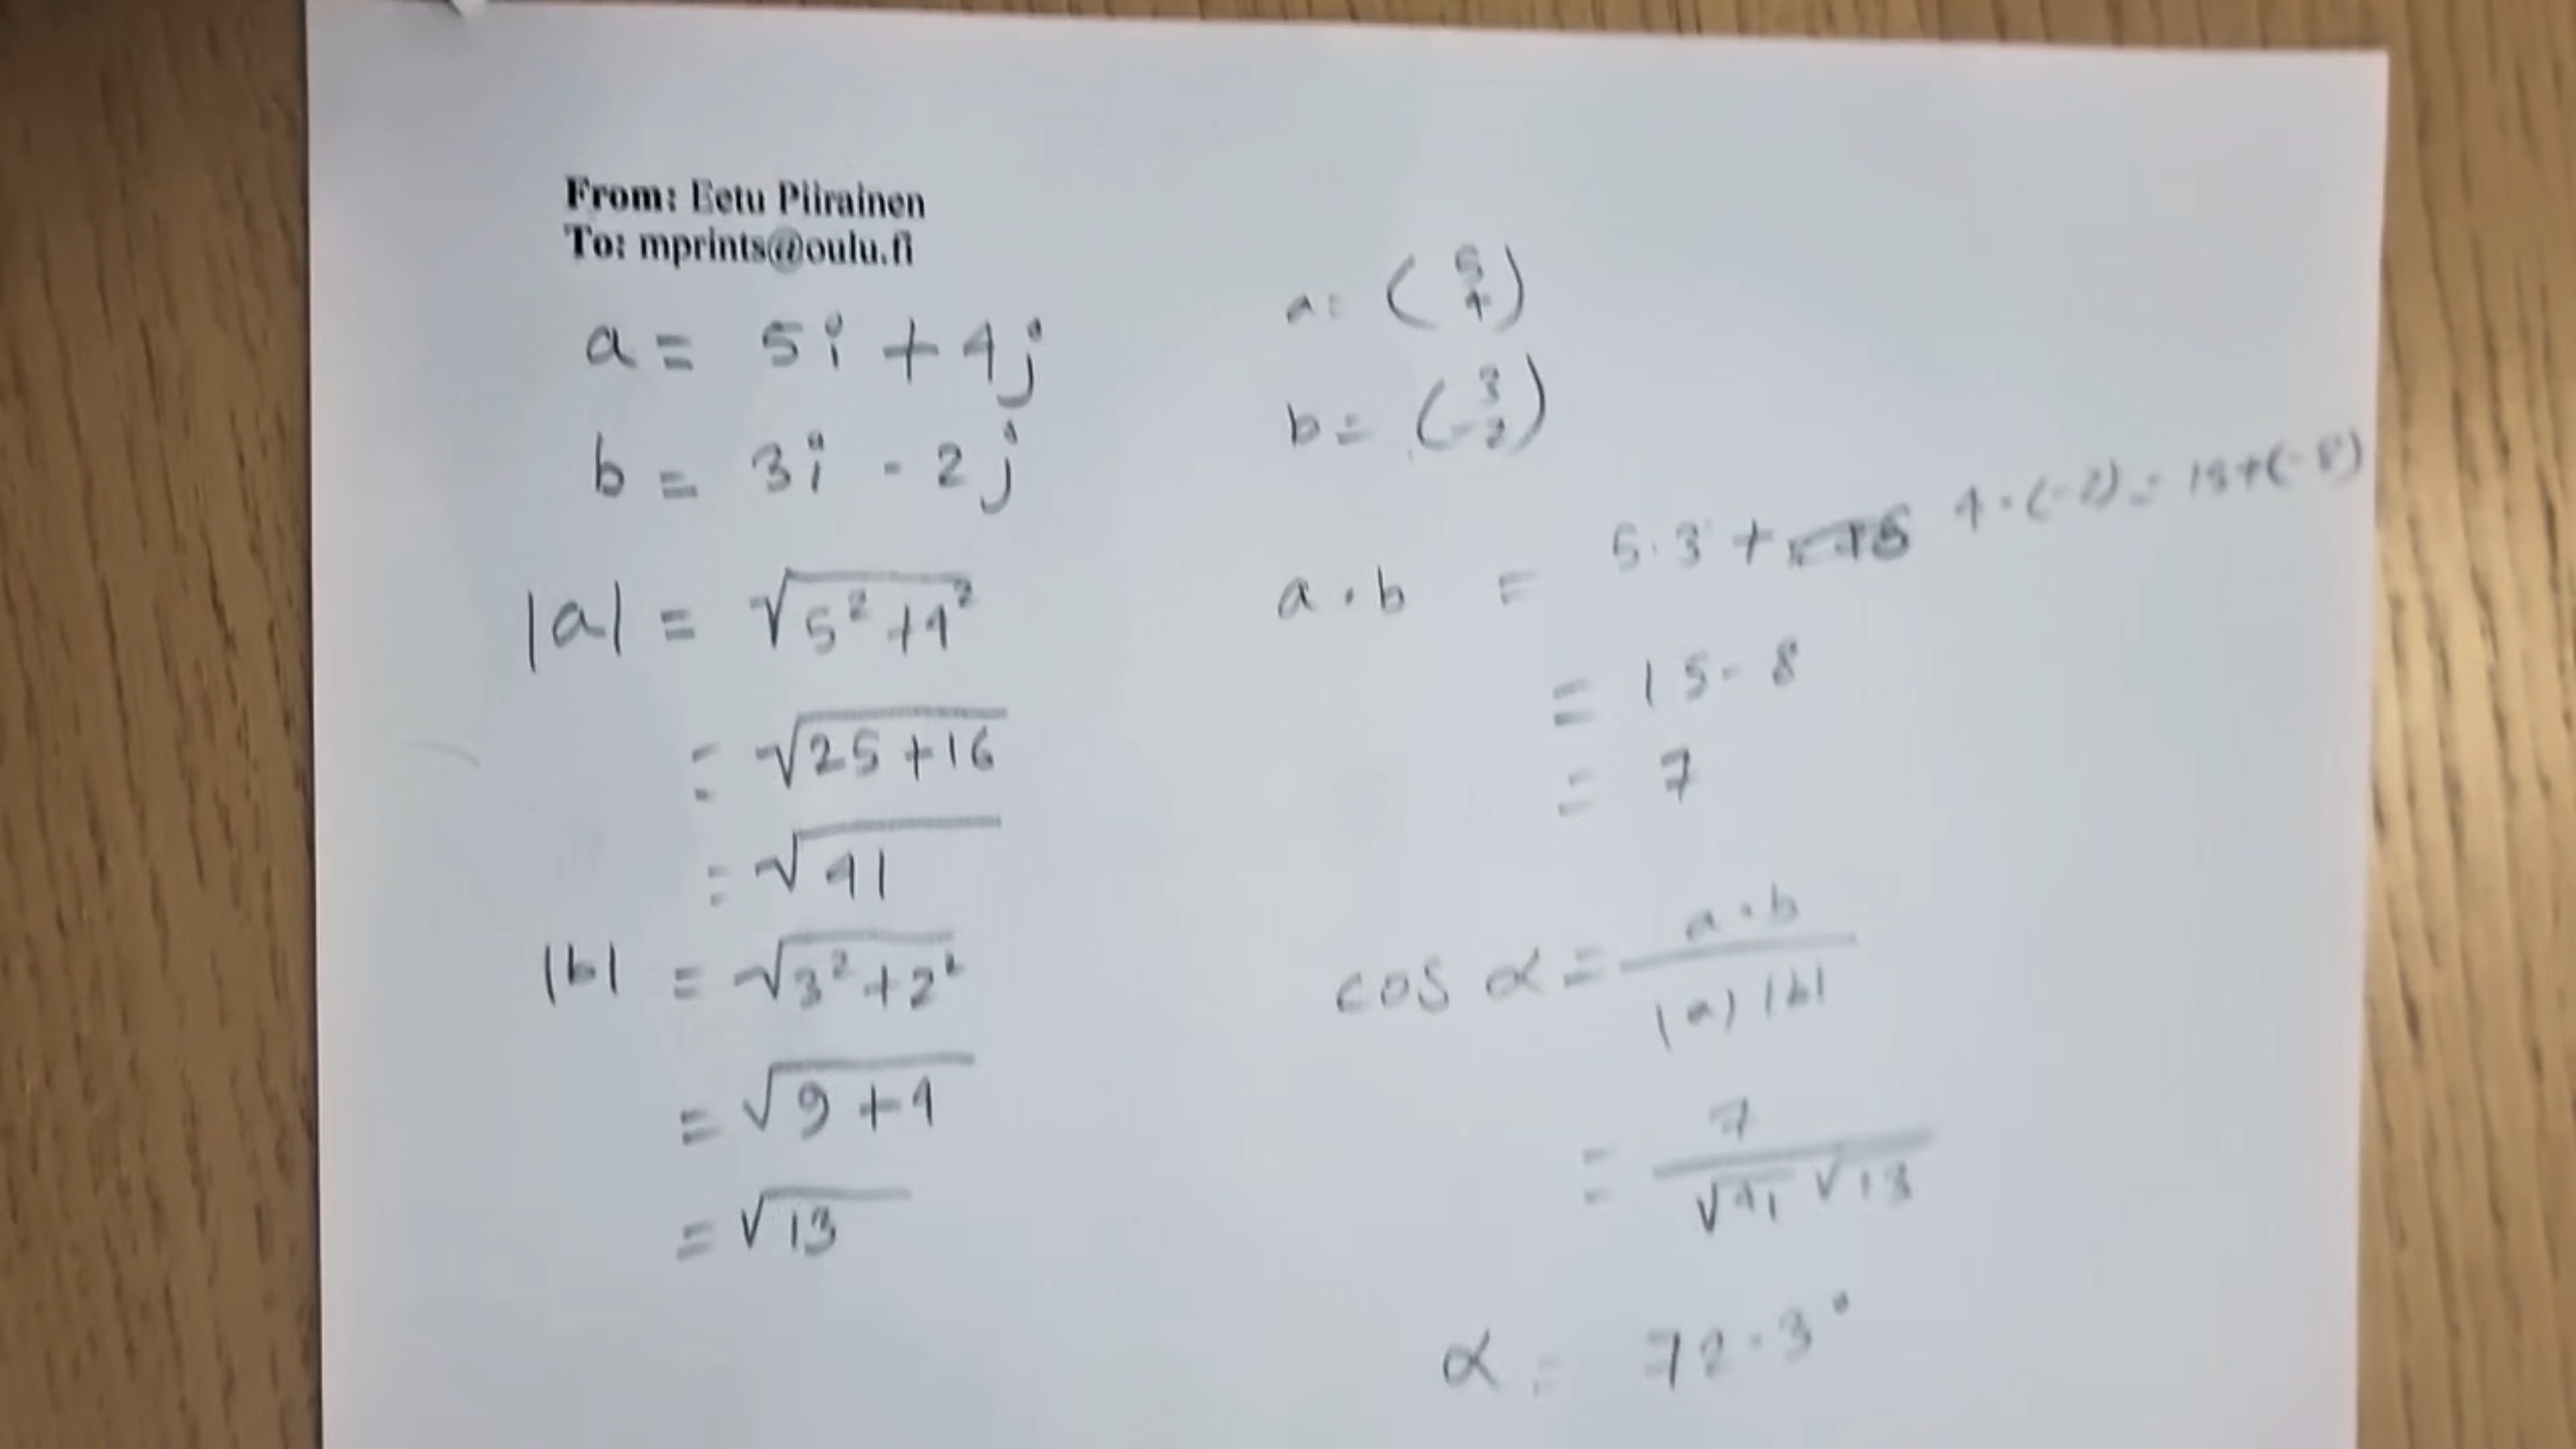 From: Eetu Piirainen
To: mprints@oulu.fi
a = 5i + 4j
b = 3i - 2j
|a| = √5² + 4²
= √25 + 16
= √41
|b| = √3² + 2²
= √9 + 4
= √13
a = (5 4)
b = (3 -2)
a · b = 5·3 + 4·(-2) = 15+(-8)
= 15 - 8
= 7
cos α = a·b / |a| |b|
= 7 / √41 √13
α = 72.3°